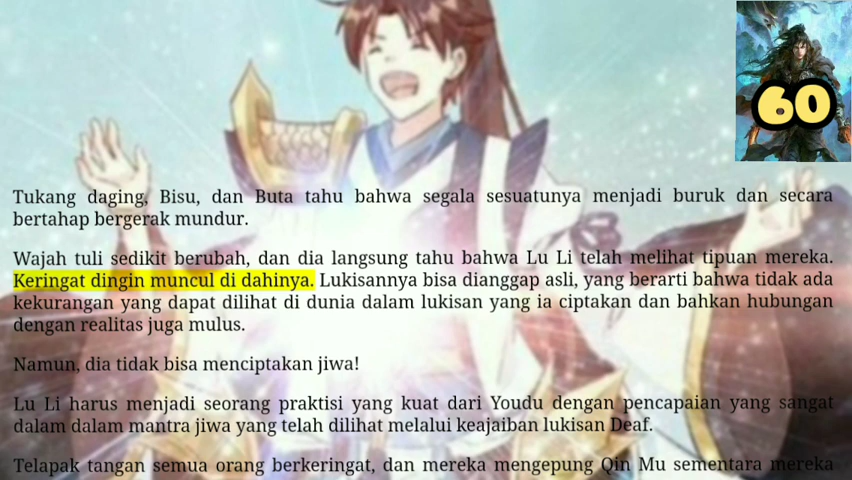 60
Tukang daging, Bisu, dan Buta tahu bahwa segala sesuatunya menjadi buruk dan secara
bertahap bergerak mundur.
Wajah tuli sedikit berubah, dan dia langsung tahu bahwa Lu Li telah melihat tipuan mereka.
Keringat dingin muncul di dahinya. Lukisannya bisa dianggap asli, yang berarti bahwa tidak ada
kekurangan yang dapat dilihat di dunia dalam lukisan yang ia ciptakan dan bahkan hubungan
dengan realitas juga mulus.
Namun, dia tidak bisa menciptakan jiwa!
Lu Li harus menjadi seorang praktisi yang kuat dari Youdu dengan pencapaian yang sangat
dalam dalam mantra jiwa yang telah dilihat melalui keajaiban lukisan Deaf.
Telapak tangan semua orang berkeringat, dan mereka mengepung Qin Mu sementara mereka